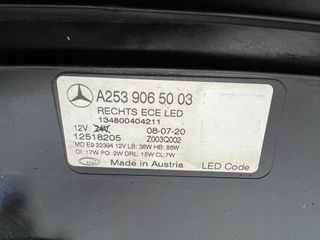 A253 906 50 03
RECHTS ECE LED
134800404211
12V 24V 08-07-20
12518205 Z003Q002
MD E9 22394 12V LB: 38W HB: 86W
DI: 17W PO: 2W DRL: 15W CL:7W
Made in Austria LED Code